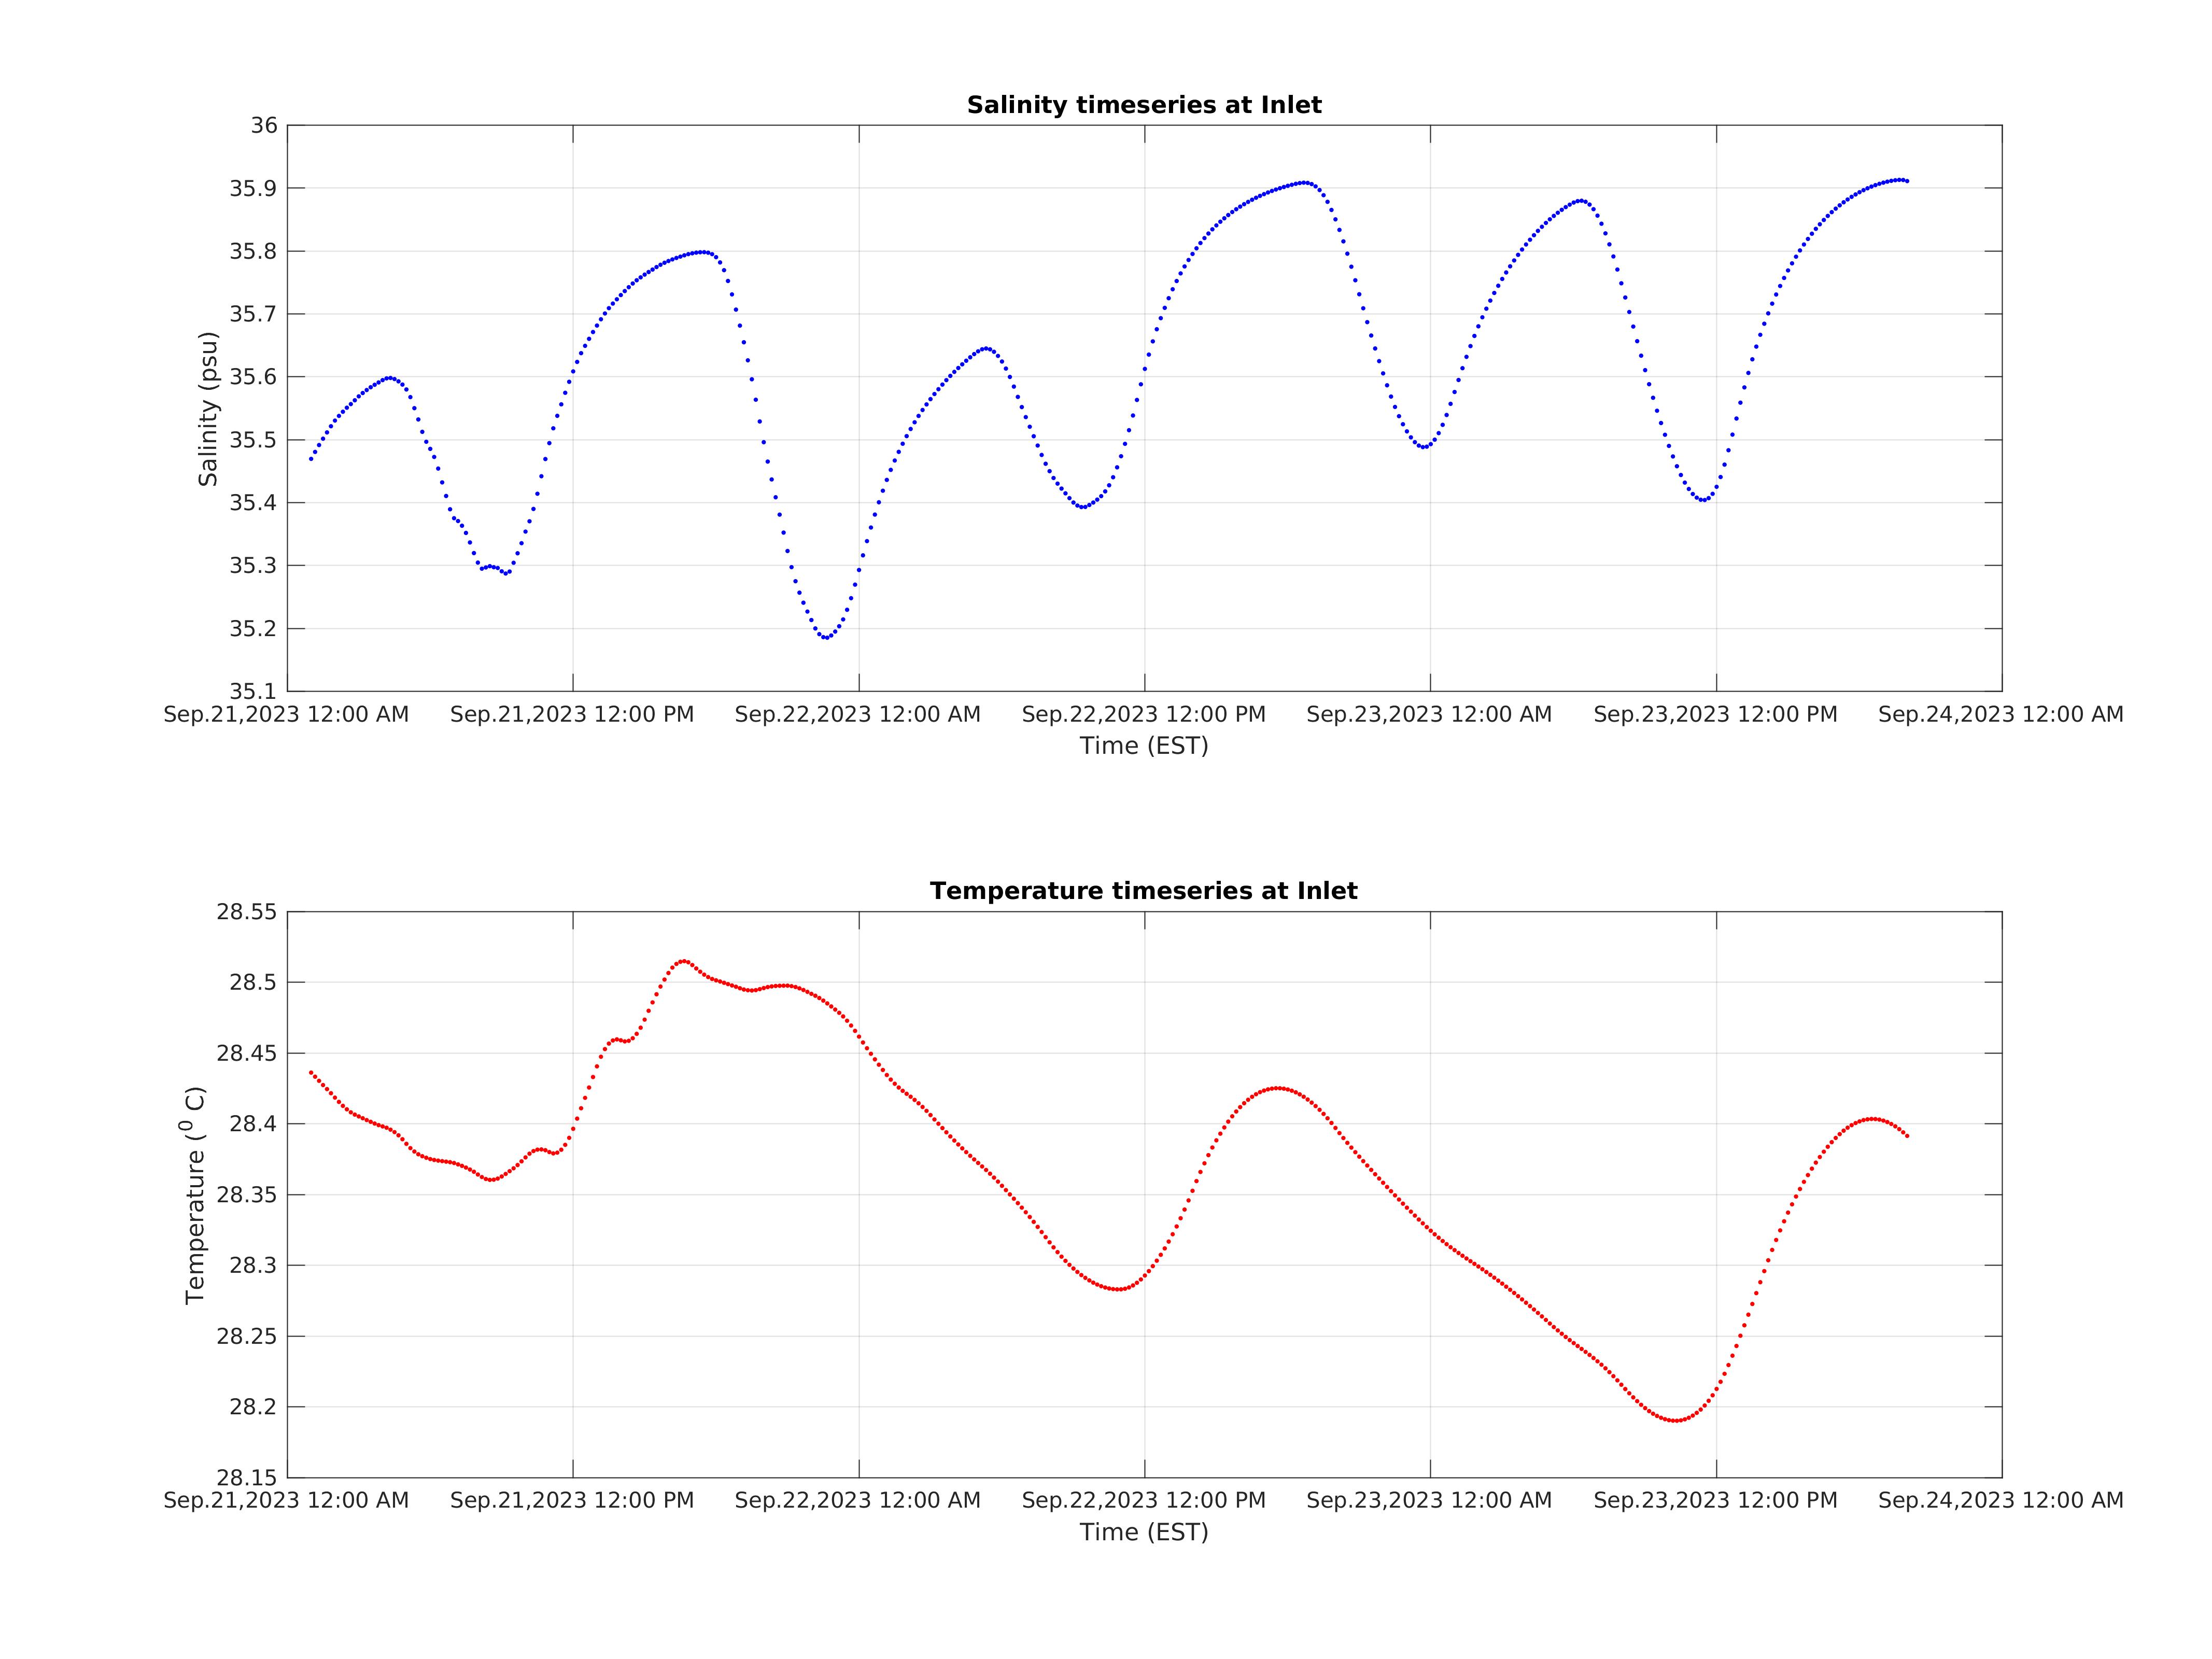 Salinity timeseries at Inlet
36
35.9
35.8
35.7
35.6
35.5
35.4
35.3
35.2
35.1
Salinity (psu)
Sep.21,2023 12:00 AM Sep.21,2023 12:00 PM Sep.22,2023 12:00 AM Sep.22,2023 12:00 PM Sep.23,2023 12:00 AM Sep.23,2023 12:00 PM Sep.24,2023 12:00 AM
Time (EST)
Temperature timeseries at Inlet
28.55
28.5
28.45
28.4
28.35
28.3
28.25
28.2
28.15
Temperature (⁰ C)
Sep.21,2023 12:00 AM Sep.21,2023 12:00 PM Sep.22,2023 12:00 AM Sep.22,2023 12:00 PM Sep.23,2023 12:00 AM Sep.23,2023 12:00 PM Sep.24,2023 12:00 AM
Time (EST)